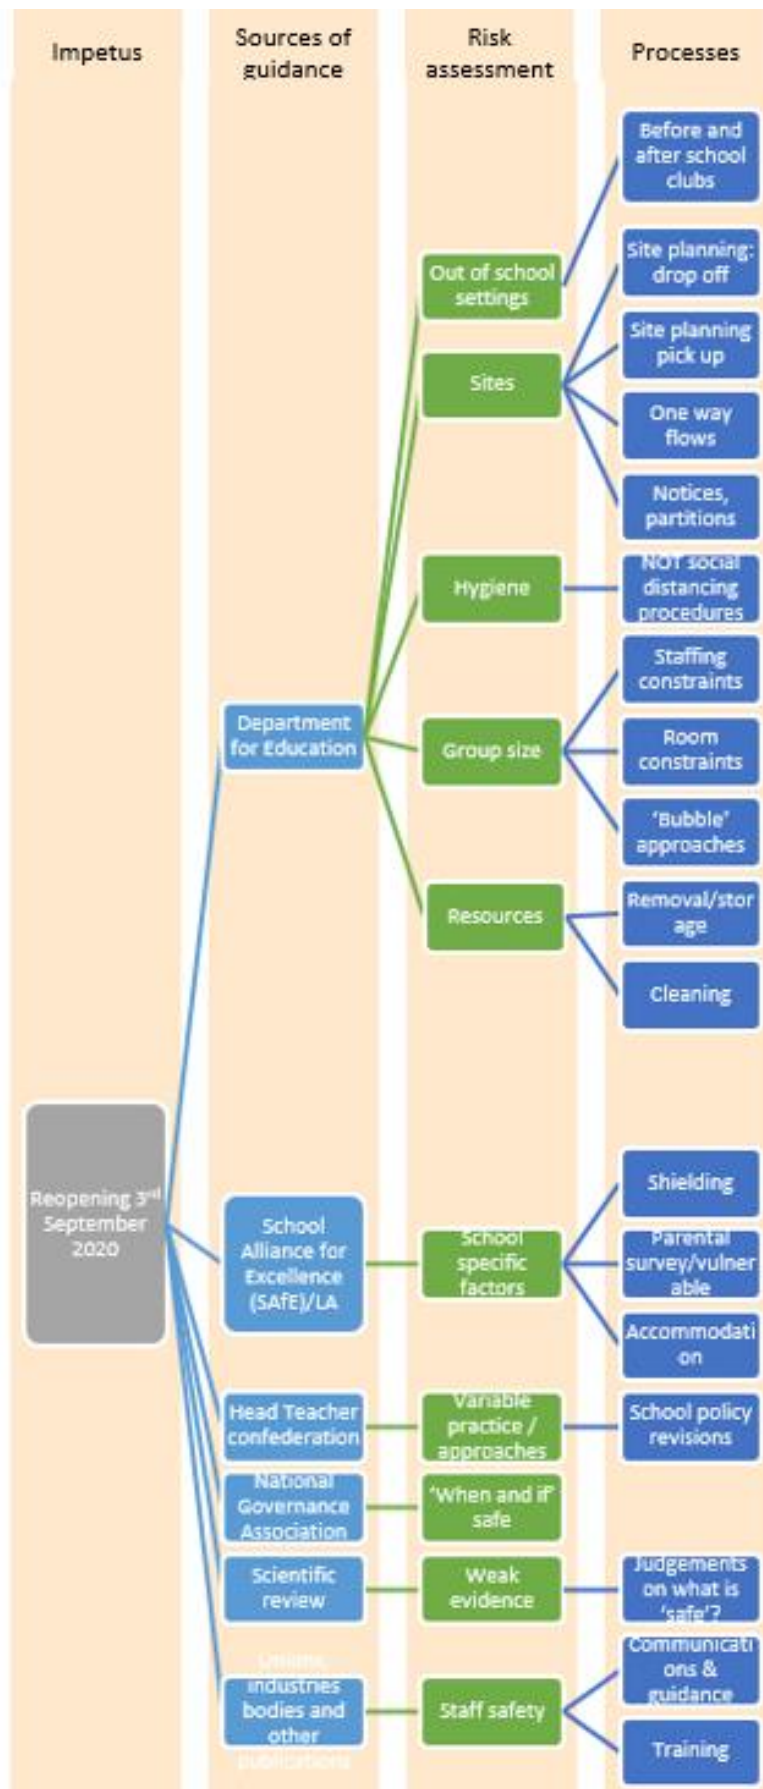 Impetus
Sources of
guidance
Risk
assessment
Processes
Before and
after school
clubs
Out of school
settings
Site planning:
drop off
Sites
Site planning
pick up
One way
flows
Notices,
partitions
Hygiene
NOT social
distancing
procedures
Department
for Education
Group size
Staffing
constraints
Room
constraints
‘Bubble’
approaches
Resources
Removal/stor
age
Cleaning
Reopening 3rd
September
2020
School
Alliance for
Excellence
(SAfE)/LA
School
specific
factors
Shielding
Parental
survey/vulner
able
Accommodati
on
Head Teacher
confederation
Variable
practice /
approaches
School policy
revisions
National
Governance
Association
‘When and if’
safe
Scientific
review
Weak
evidence
Judgements
on what is
‘safe’?
Unions,
industries
bodies and
other
publications
Staff safety
Communicati
ons &
guidance
Training